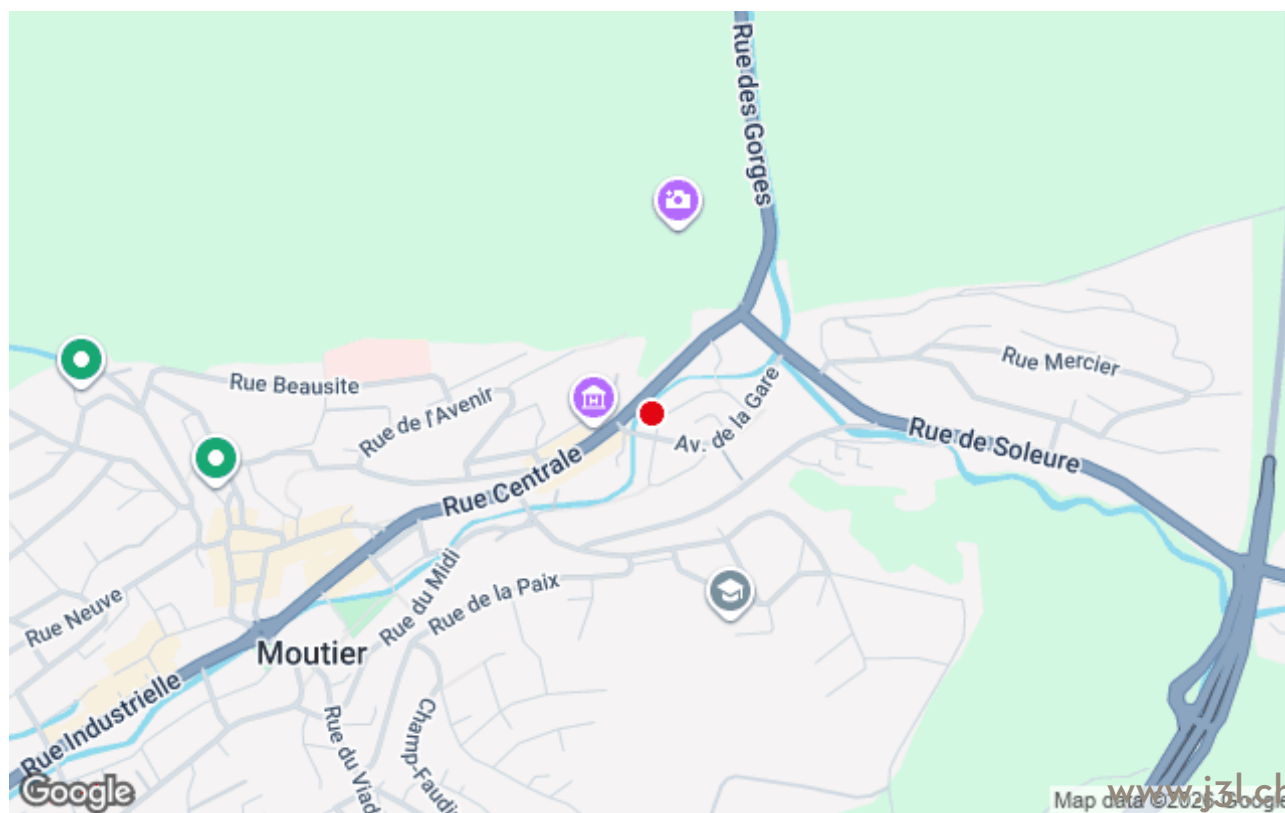 Rue des Gorges
Rue Mercier
Rue Beausite
Rue de l'Avenir
Av. de la Gare
Rue de Soleure
Rue Centrale
Rue du Midi
Rue de la Paix
Rue Neuve
Moutier
Rue Industrielle
Rue du Viad
Champ-Faudi
Google
Map data ©2026 Google
www.j3l.ch